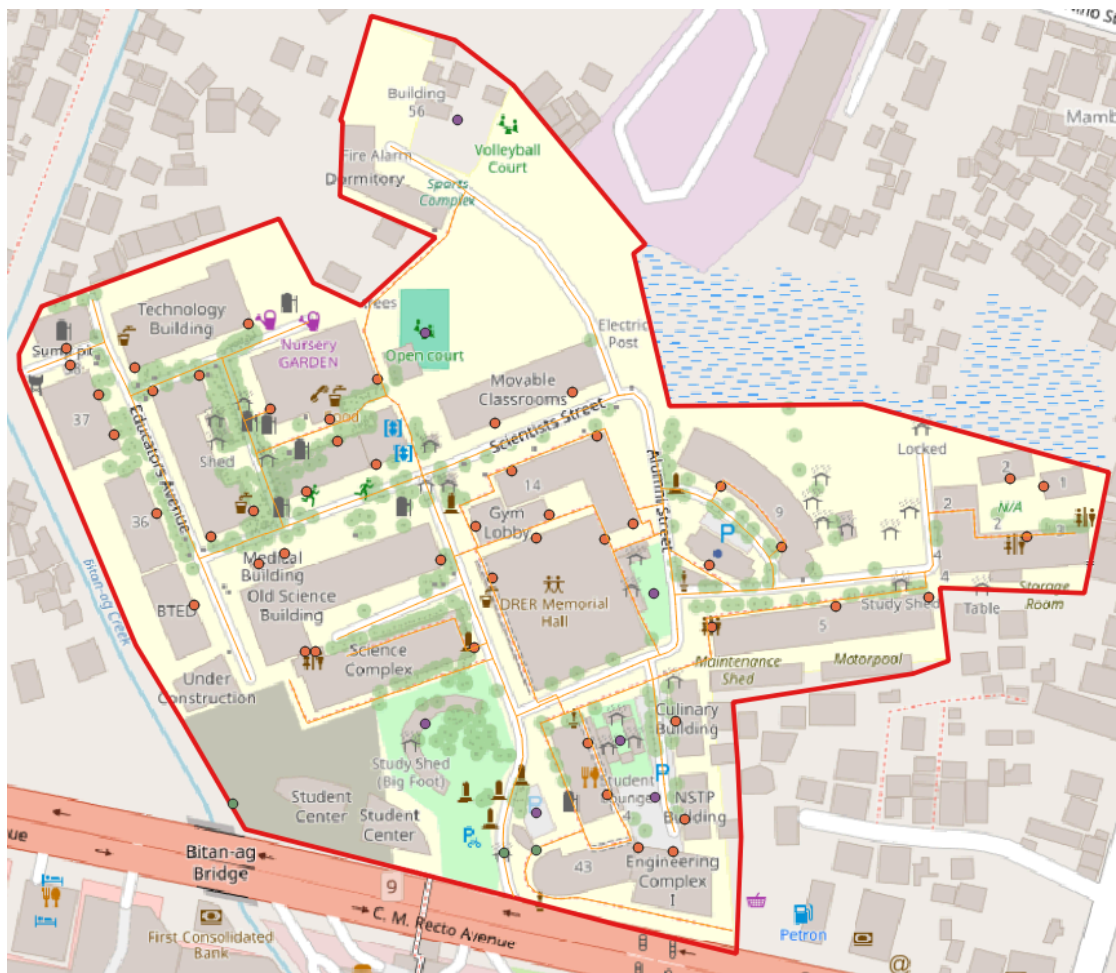 Building
56
Volleyball
Court
Fire Alarm
Dormitory
Sports
Complex
Mamb
Technology
Building
Nursery
GARDEN
Open court
Electric
Post
Sump pit
37
Movable
Classrooms
Scientists Street
Educators Avenue
Shed
Alumni Street
Locked
36
14
Gym
Lobby
9
P
2
1
2
2
N/A
3
4
4
Medical
Building
Old Science
Building
BTED
Bitan-ag Creek
DRER Memorial
Hall
Study Shed
Table
Storage
Room
5
Science
Complex
Maintenance
Shed
Motorpool
Under
Construction
Culinary
Building
Study Shed
(Big Foot)
P
Student
Lounge
4
NSTP
Building
P
Student
Center
Student
Center
P
43
Engineering
Complex
1
Bitan-ag
Bridge
9
C. M. Recto Avenue
First Consolidated
Bank
Petron
@